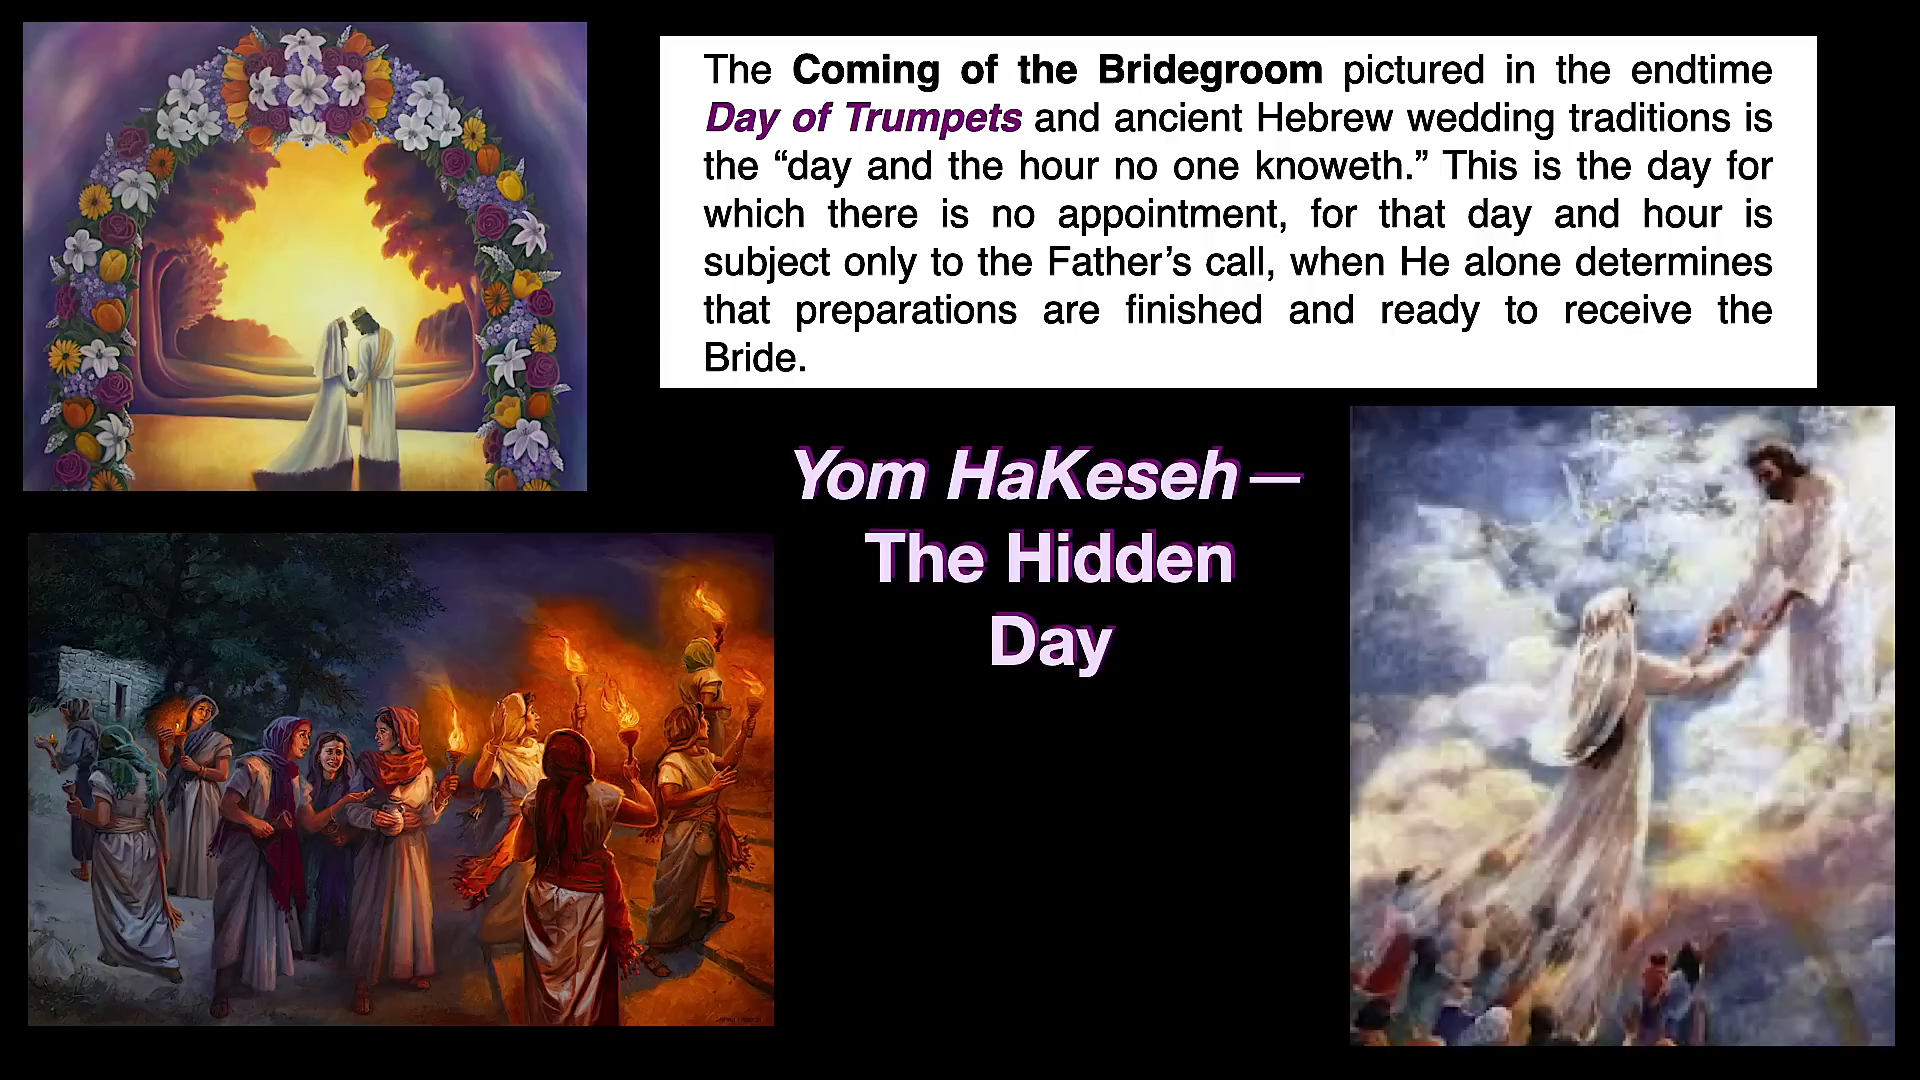 The Coming of the Bridegroom pictured in the endtime
Day of Trumpets and ancient Hebrew wedding traditions is
the “day and the hour no one knoweth.” This is the day for
which there is no appointment, for that day and hour is
subject only to the Father’s call, when He alone determines
that preparations are finished and ready to receive the
Bride.
Yom HaKeseh —
The Hidden
Day